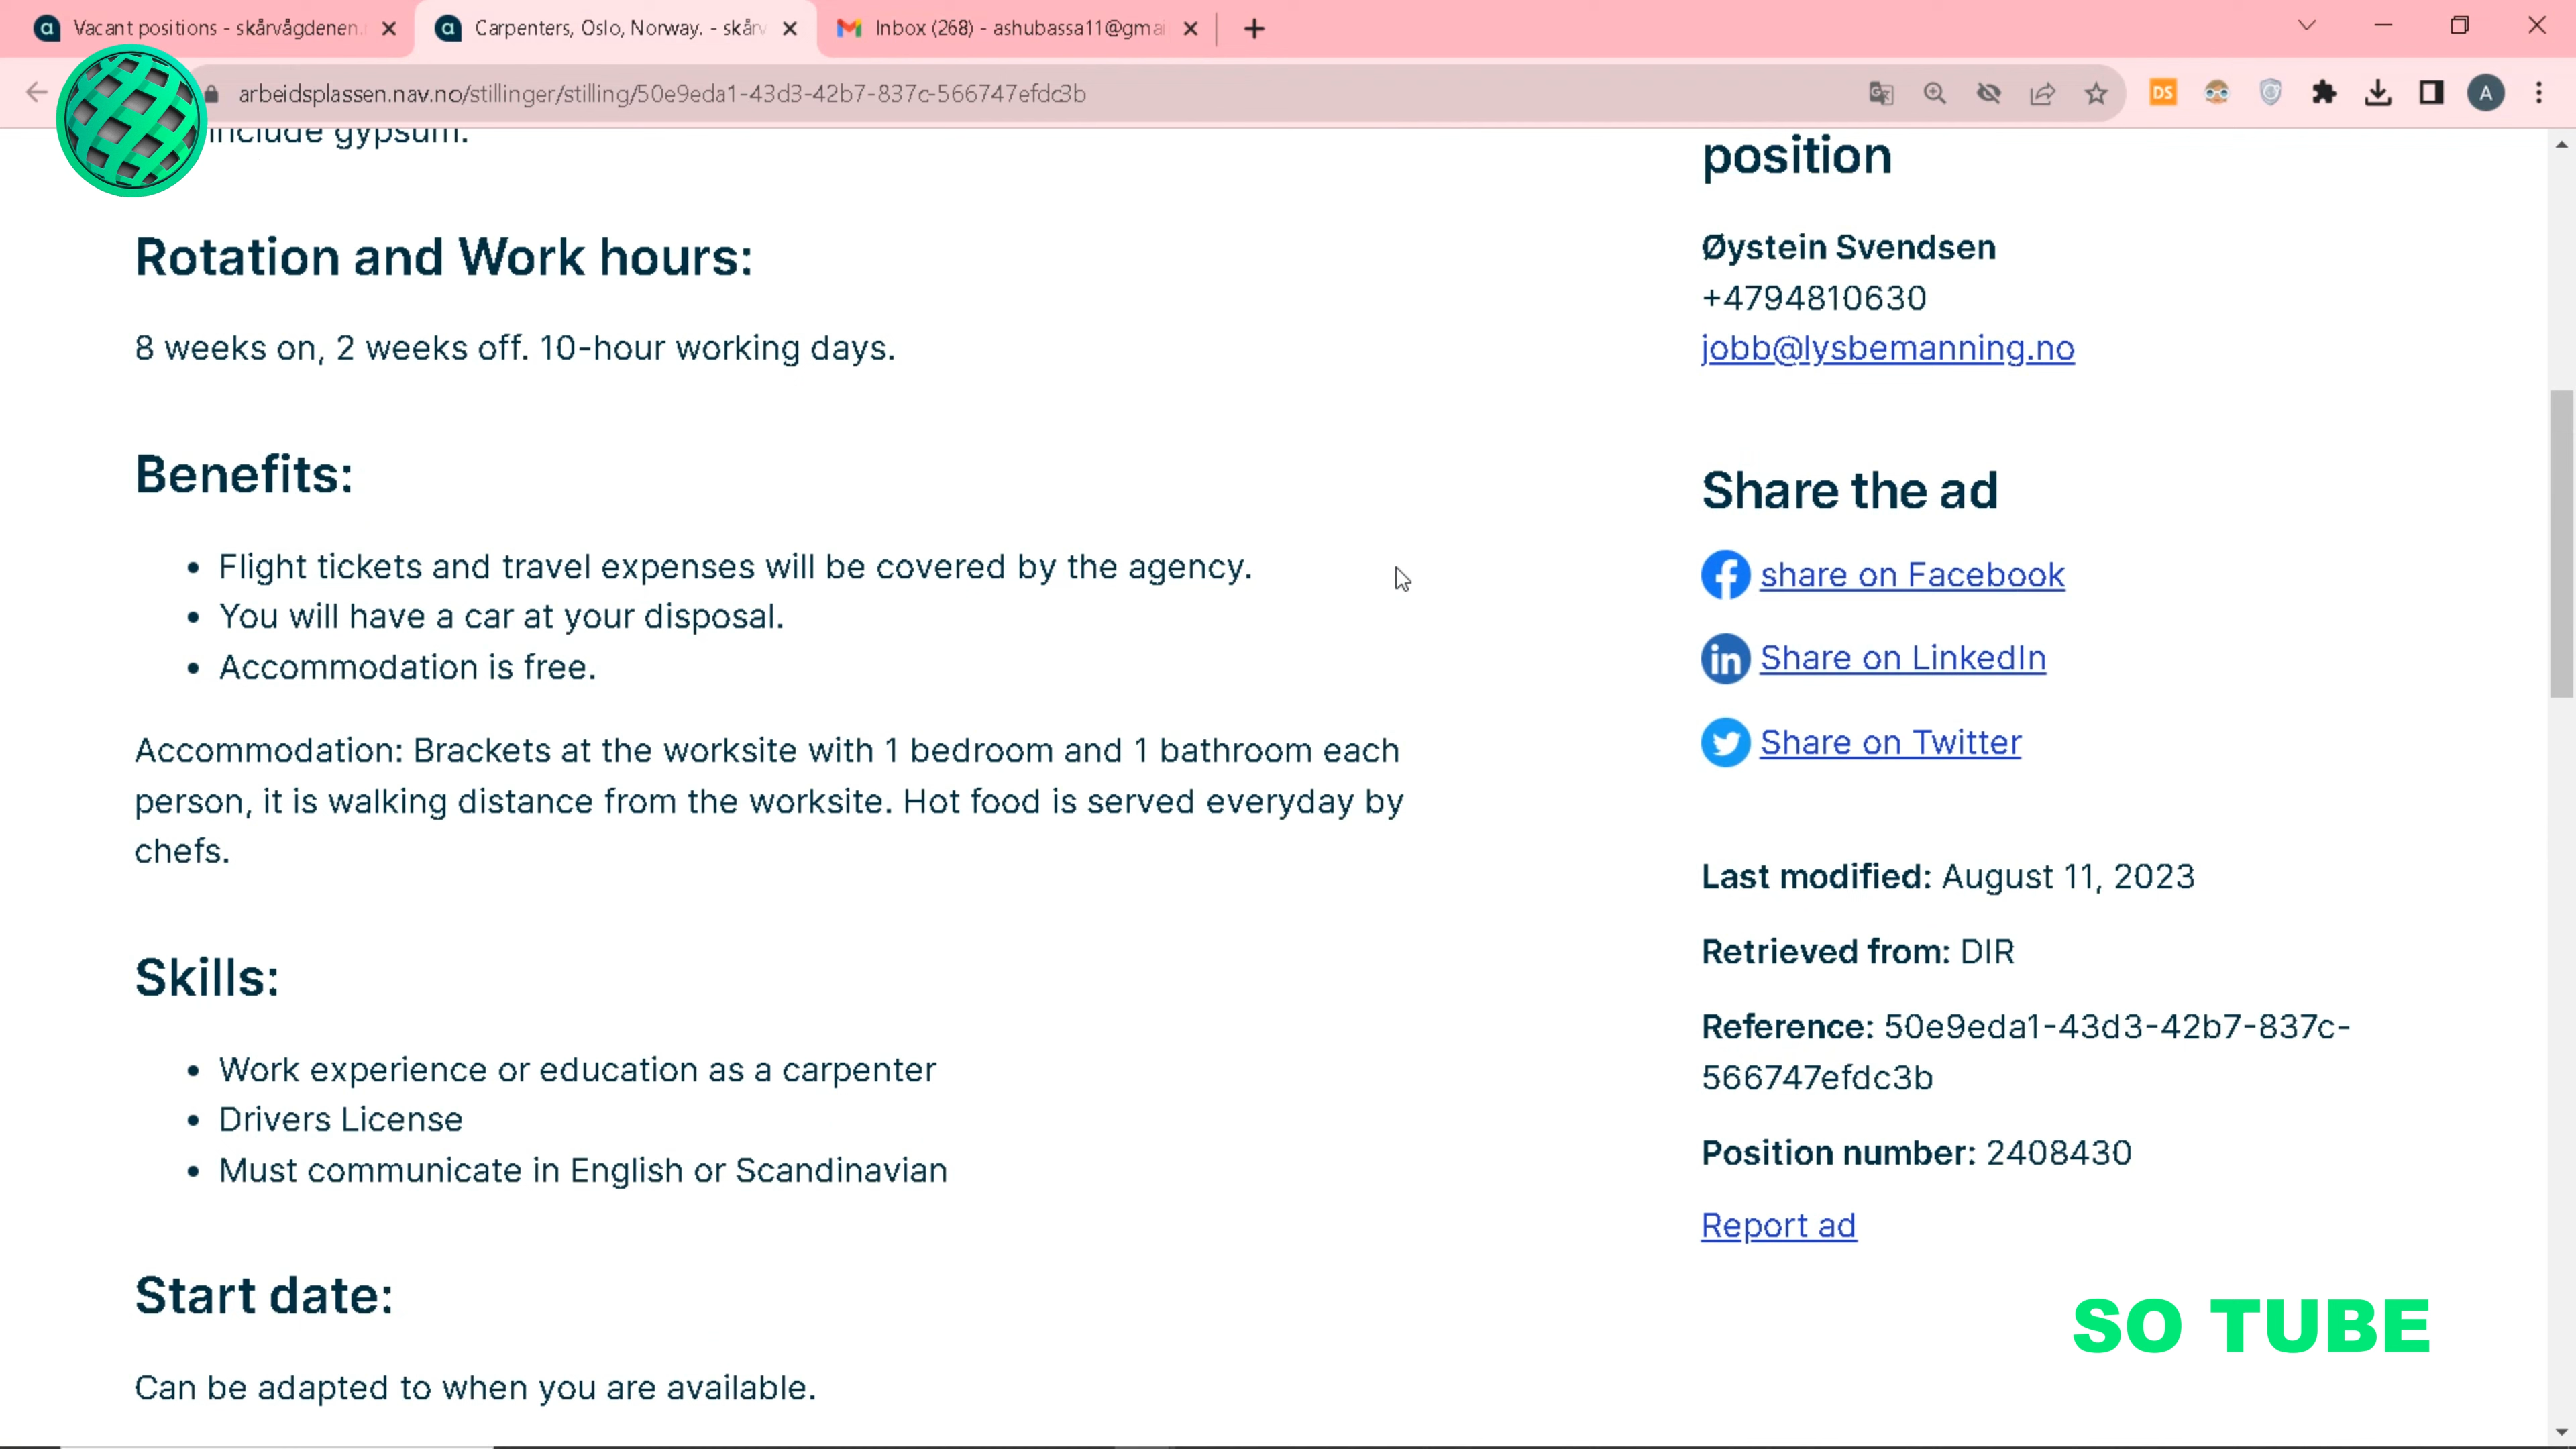 Vacant positions - skårvågdenen.
Carpenters, Oslo, Norway. - skårv
Inbox (268) - ashubassa11@gmai
arbeidsplassen.nav.no/stillinger/stilling/50e9eda1-43d3-42b7-837c-566747efdc3b
DS
A
include gypsum.
Rotation and Work hours:
8 weeks on, 2 weeks off. 10-hour working days.
Benefits:
• Flight tickets and travel expenses will be covered by the agency.
• You will have a car at your disposal.
• Accommodation is free.
Accommodation: Brackets at the worksite with 1 bedroom and 1 bathroom each
person, it is walking distance from the worksite. Hot food is served everyday by
chefs.
Skills:
• Work experience or education as a carpenter
• Drivers License
• Must communicate in English or Scandinavian
Start date:
Can be adapted to when you are available.
position
Øystein Svendsen
+4794810630
jobb@lysbemanning.no
Share the ad
share on Facebook
Share on LinkedIn
Share on Twitter
Last modified: August 11, 2023
Retrieved from: DIR
Reference: 50e9eda1-43d3-42b7-837c-
566747efdc3b
Position number: 2408430
Report ad
SO TUBE